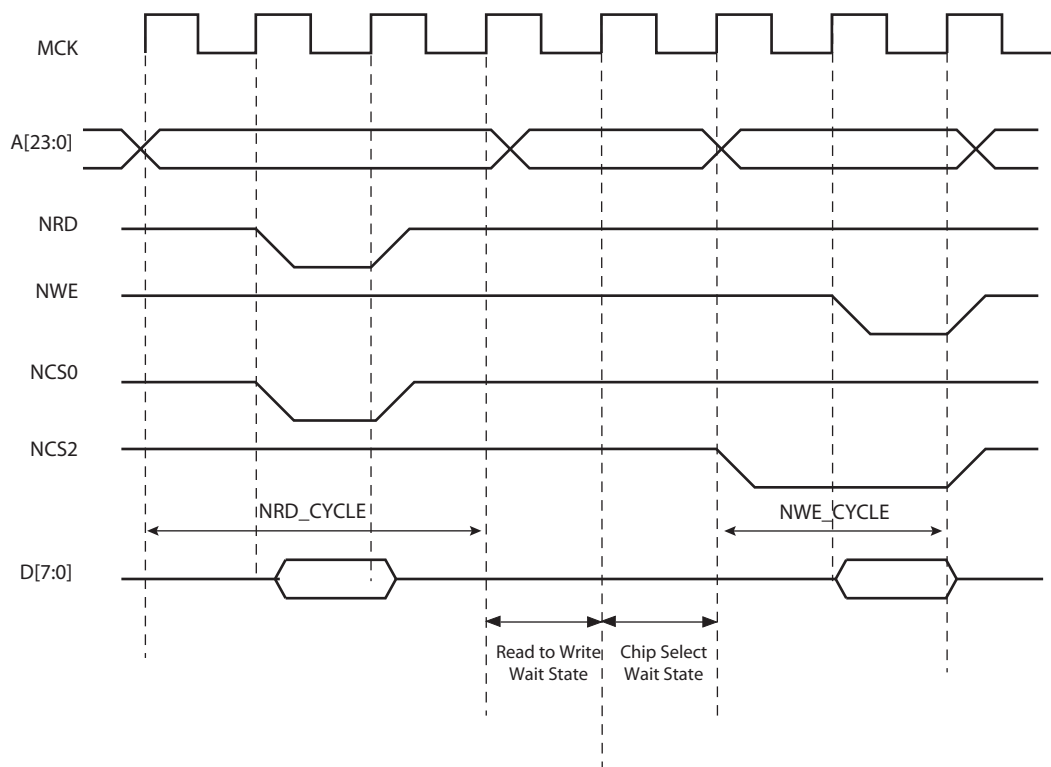 MCK
A[23:0]
NRD
NWE
NCS0
NCS2
NRD_CYCLE
NWE_CYCLE
D[7:0]
Read to Write
Wait State
Chip Select
Wait State